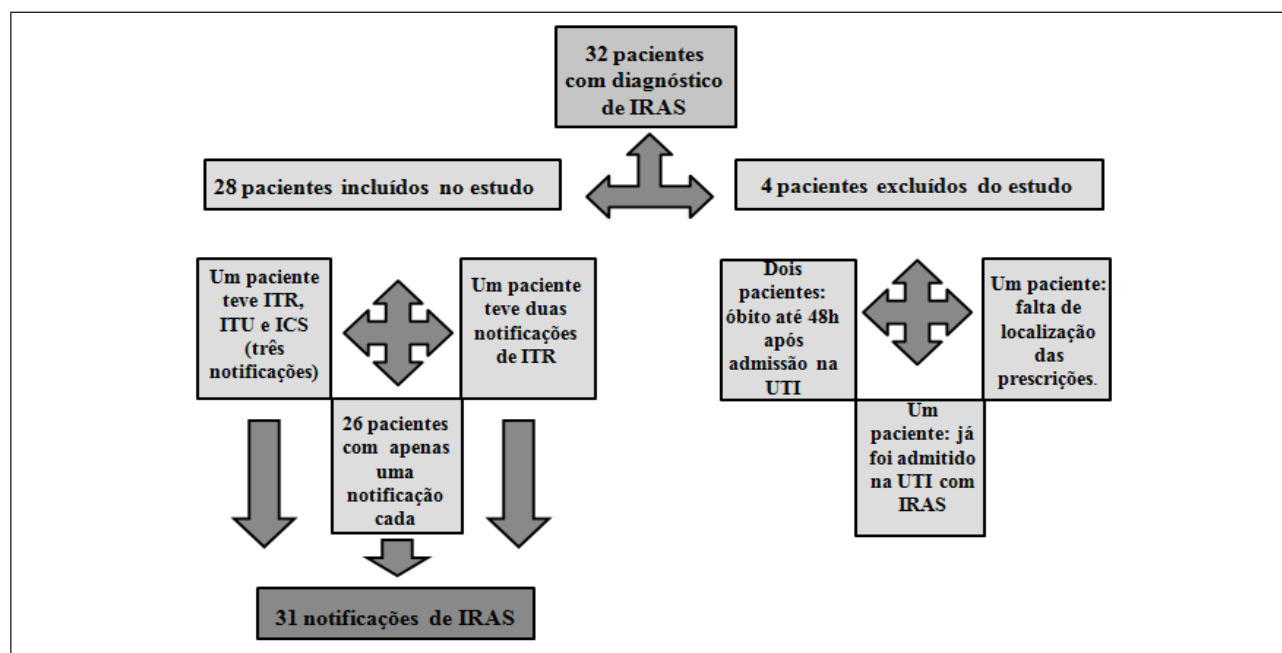 32 pacientes
com diagnóstico
de IRAS
28 pacientes incluídos no estudo
4 pacientes excluídos do estudo
Um paciente
teve ITR,
ITU e ICS
(três
notificações)
Um paciente
teve duas
notificações
de ITR
26 pacientes
com apenas
uma
notificação
cada
31 notificações de IRAS
Dois
pacientes:
óbito até 48h
após
admissão na
UTI
Um paciente:
falta de
localização
das
prescrições.
Um
paciente: já
foi admitido
na UTI com
IRAS